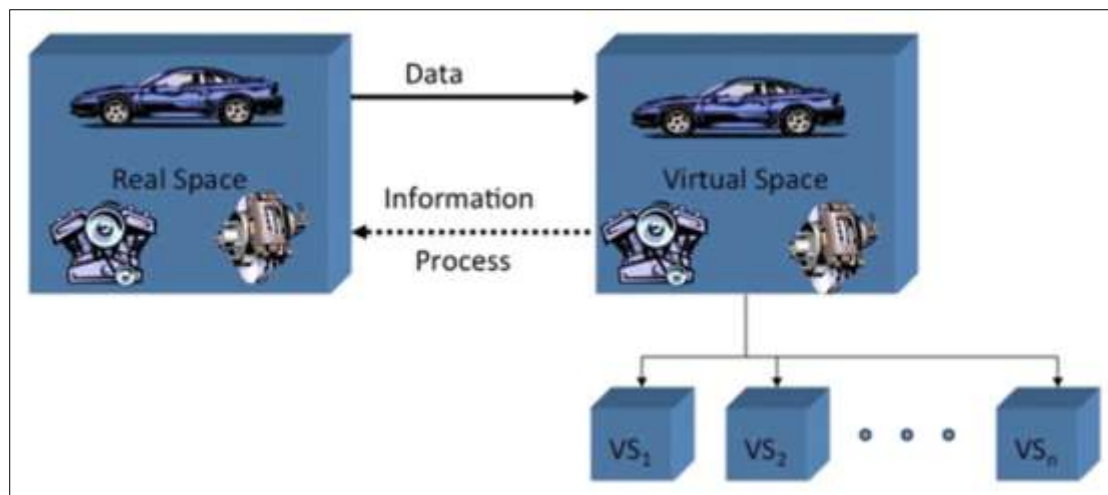 Data
Real Space
Virtual Space
Information
Process
VS₁
VS₂
VSₙ